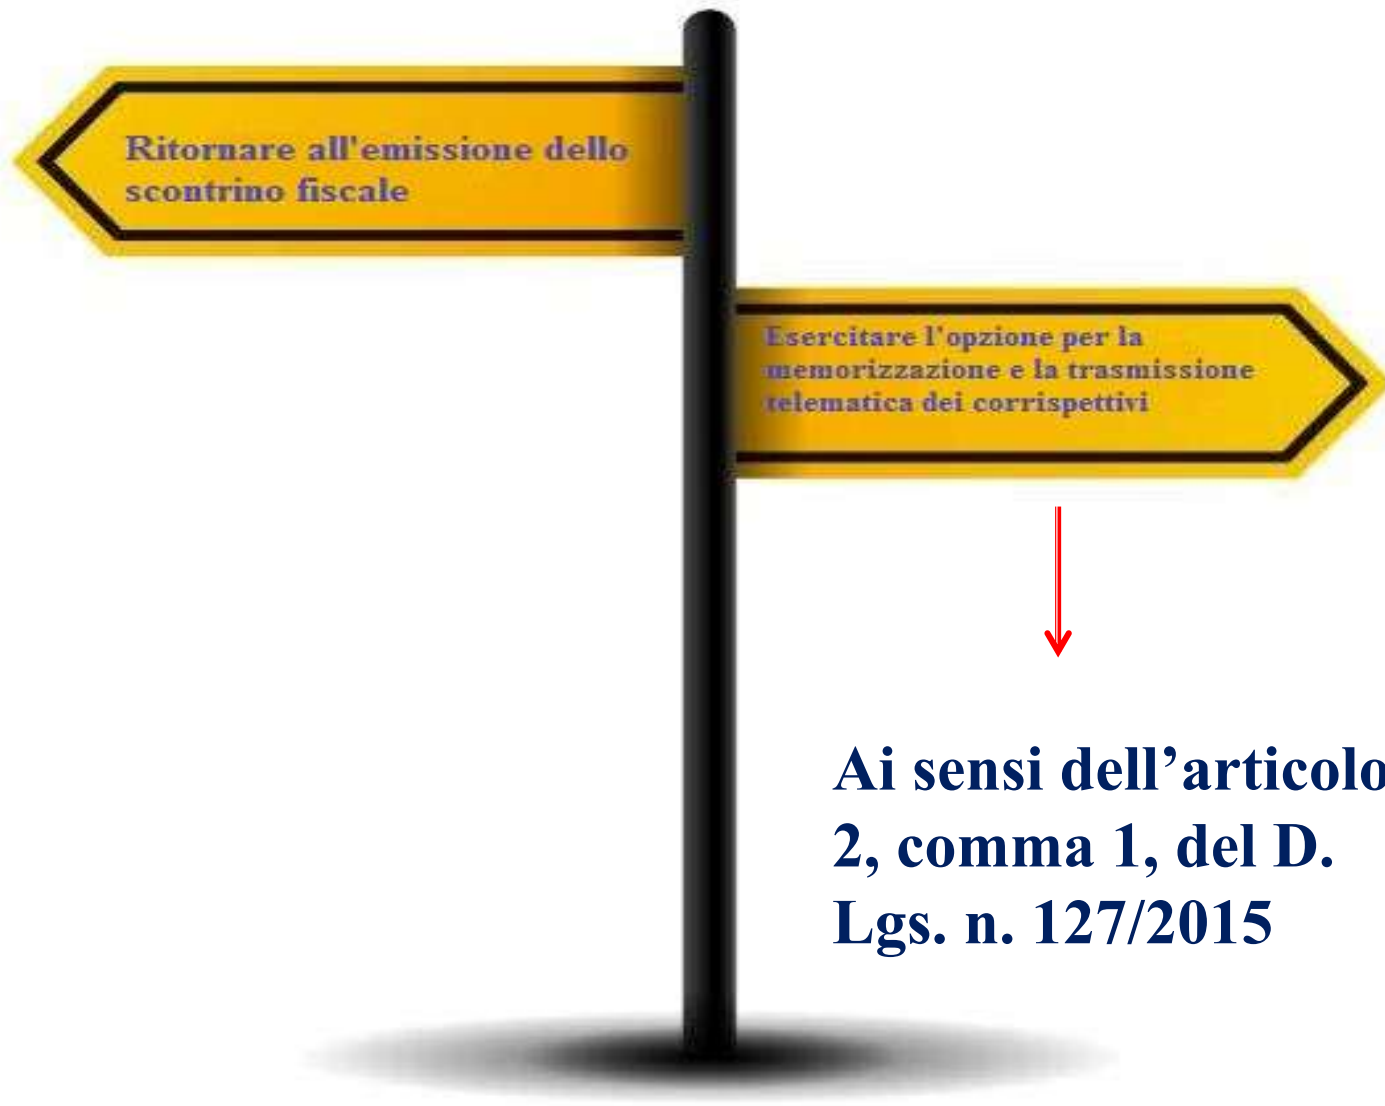 Ritornare all'emissione dello
scontrino fiscale
Esercitare l'opzione per la
memorizzazione e la trasmissione
telematica dei corrispettivi
Ai sensi dell’articolo
2, comma 1, del D.
Lgs. n. 127/2015